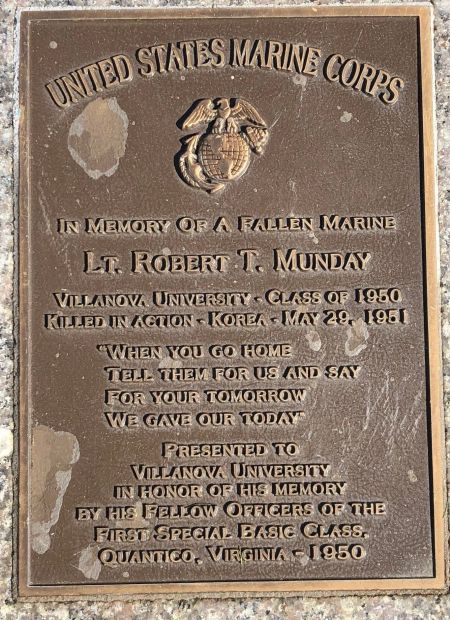 UNITED STATES MARINE CORPS
IN MEMORY OF A FALLEN MARINE
LT. ROBERT T. MUNDAY
VILLANOVA UNIVERSITY - CLASS OF 1950
KILLED IN ACTION - KOREA - MAY 29, 1951
"WHEN YOU GO HOME
TELL THEM FOR US AND SAY
FOR YOUR TOMORROW
WE GAVE OUR TODAY"
PRESENTED TO
VILLANOVA UNIVERSITY
IN HONOR OF HIS MEMORY
BY HIS FELLOW OFFICERS OF THE
FIRST SPECIAL BASIC CLASS,
QUANTICO, VIRGINIA - 1950